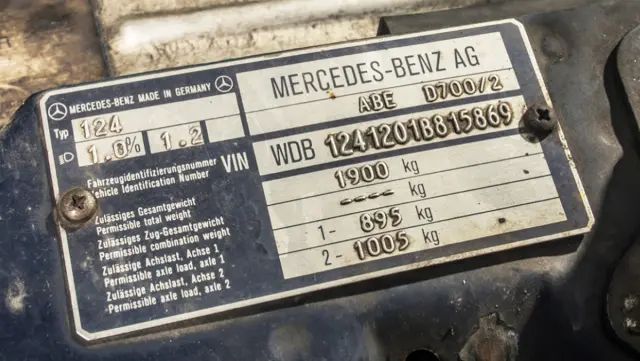 MERCEDES-BENZ MADE IN GERMANY
MERCEDES-BENZ AG
Typ 124
ABE D700/2
1.0% 1.2
Fahrzeugidentifizierungsnummer
Vehicle Identification Number
VIN
WDB 1241201B815869
Zulässiges Gesamtgewicht
Permissible total weight
1900 kg
Zulässiges Zug-Gesamtgewicht
Permissible combination weight
---- kg
Zulässige Achslast, Achse 1
Permissible axle load, axle 1
1- 895 kg
Zulässige Achslast, Achse 2
Permissible axle load, axle 2
2- 1005 kg